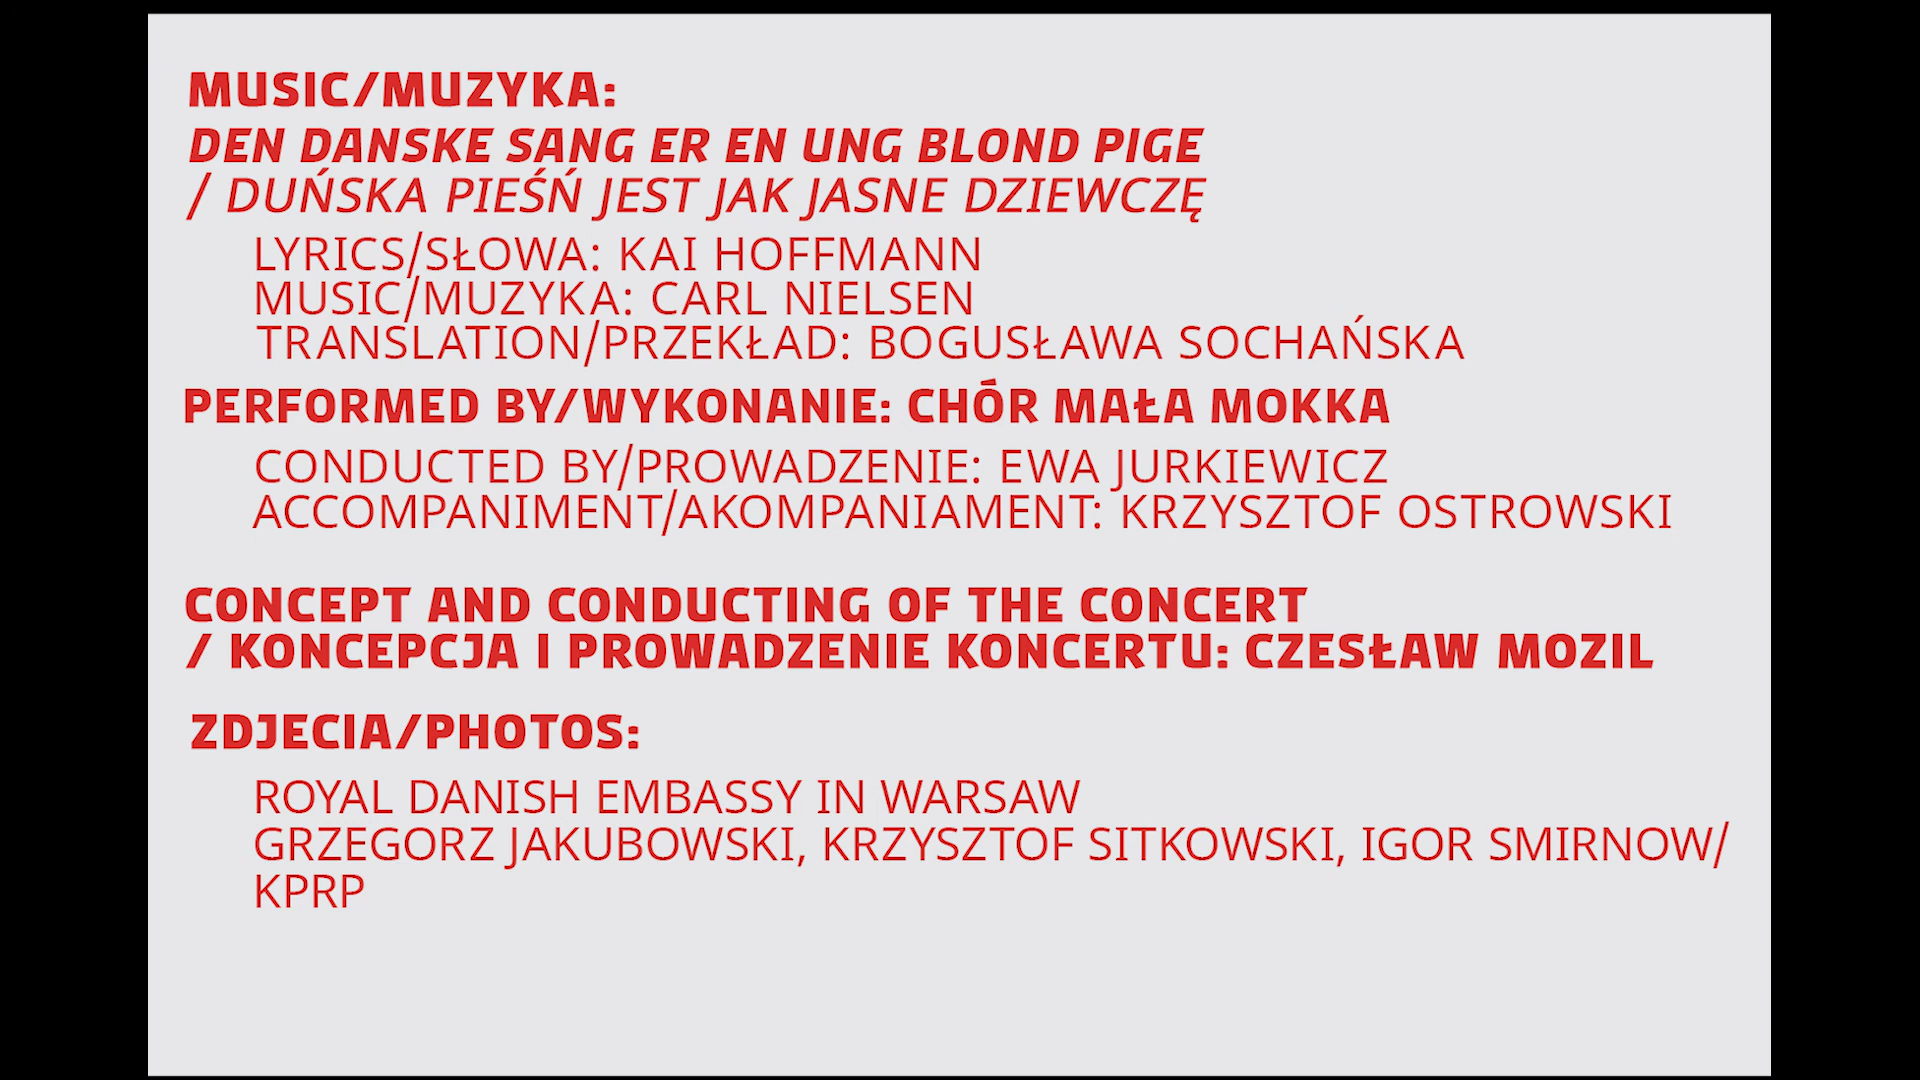 MUSIC/MUZYKA:
DEN DANSKE SANG ER EN UNG BLOND PIGE
/ DUŃSKA PIEŚŃ JEST JAK JASNE DZIEWCZĘ
LYRICS/SŁOWA: KAI HOFFMANN
MUSIC/MUZYKA: CARL NIELSEN
TRANSLATION/PRZEKŁAD: BOGUSŁAWA SOCHAŃSKA
PERFORMED BY/WYKONANIE: CHÓR MAŁA MOKKA
CONDUCTED BY/PROWADZENIE: EWA JURKIEWICZ
ACCOMPANIMENT/AKOMPANIAMENT: KRZYSZTOF OSTROWSKI
CONCEPT AND CONDUCTING OF THE CONCERT
/ KONCEPCJA I PROWADZENIE KONCERTU: CZESŁAW MOZIL
ZDJECIA/PHOTOS:
ROYAL DANISH EMBASSY IN WARSAW
GRZEGORZ JAKUBOWSKI, KRZYSZTOF SITKOWSKI, IGOR SMIRNOW/
KPRP